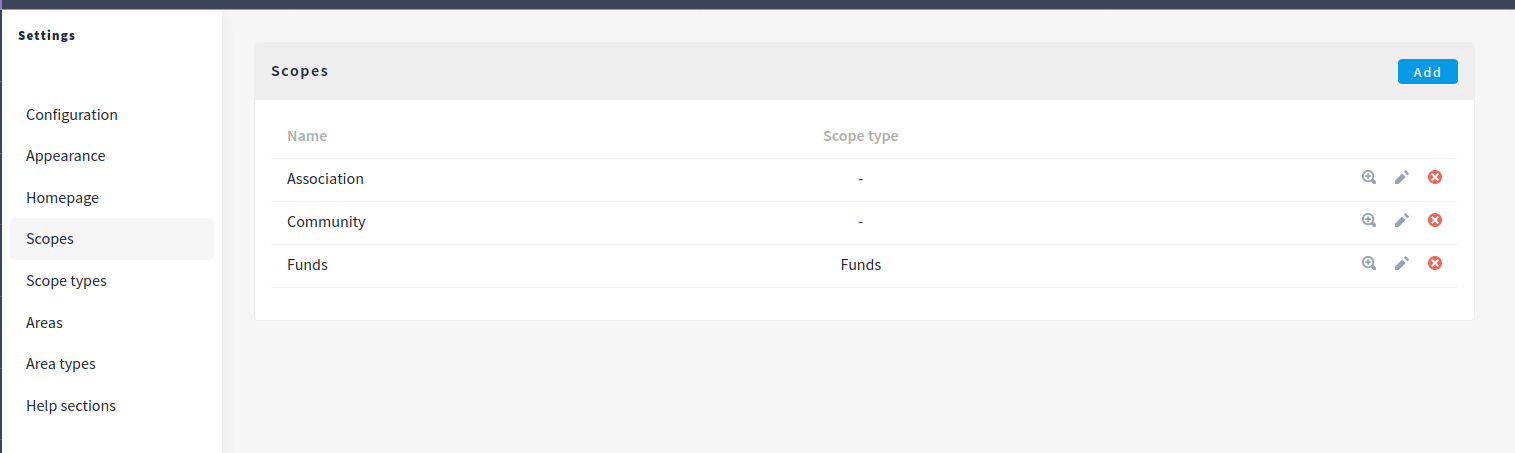 Settings
Configuration
Appearance
Homepage
Scopes
Scope types
Areas
Area types
Help sections
Scopes
Add
Name Scope type
Association -
Community -
Funds Funds